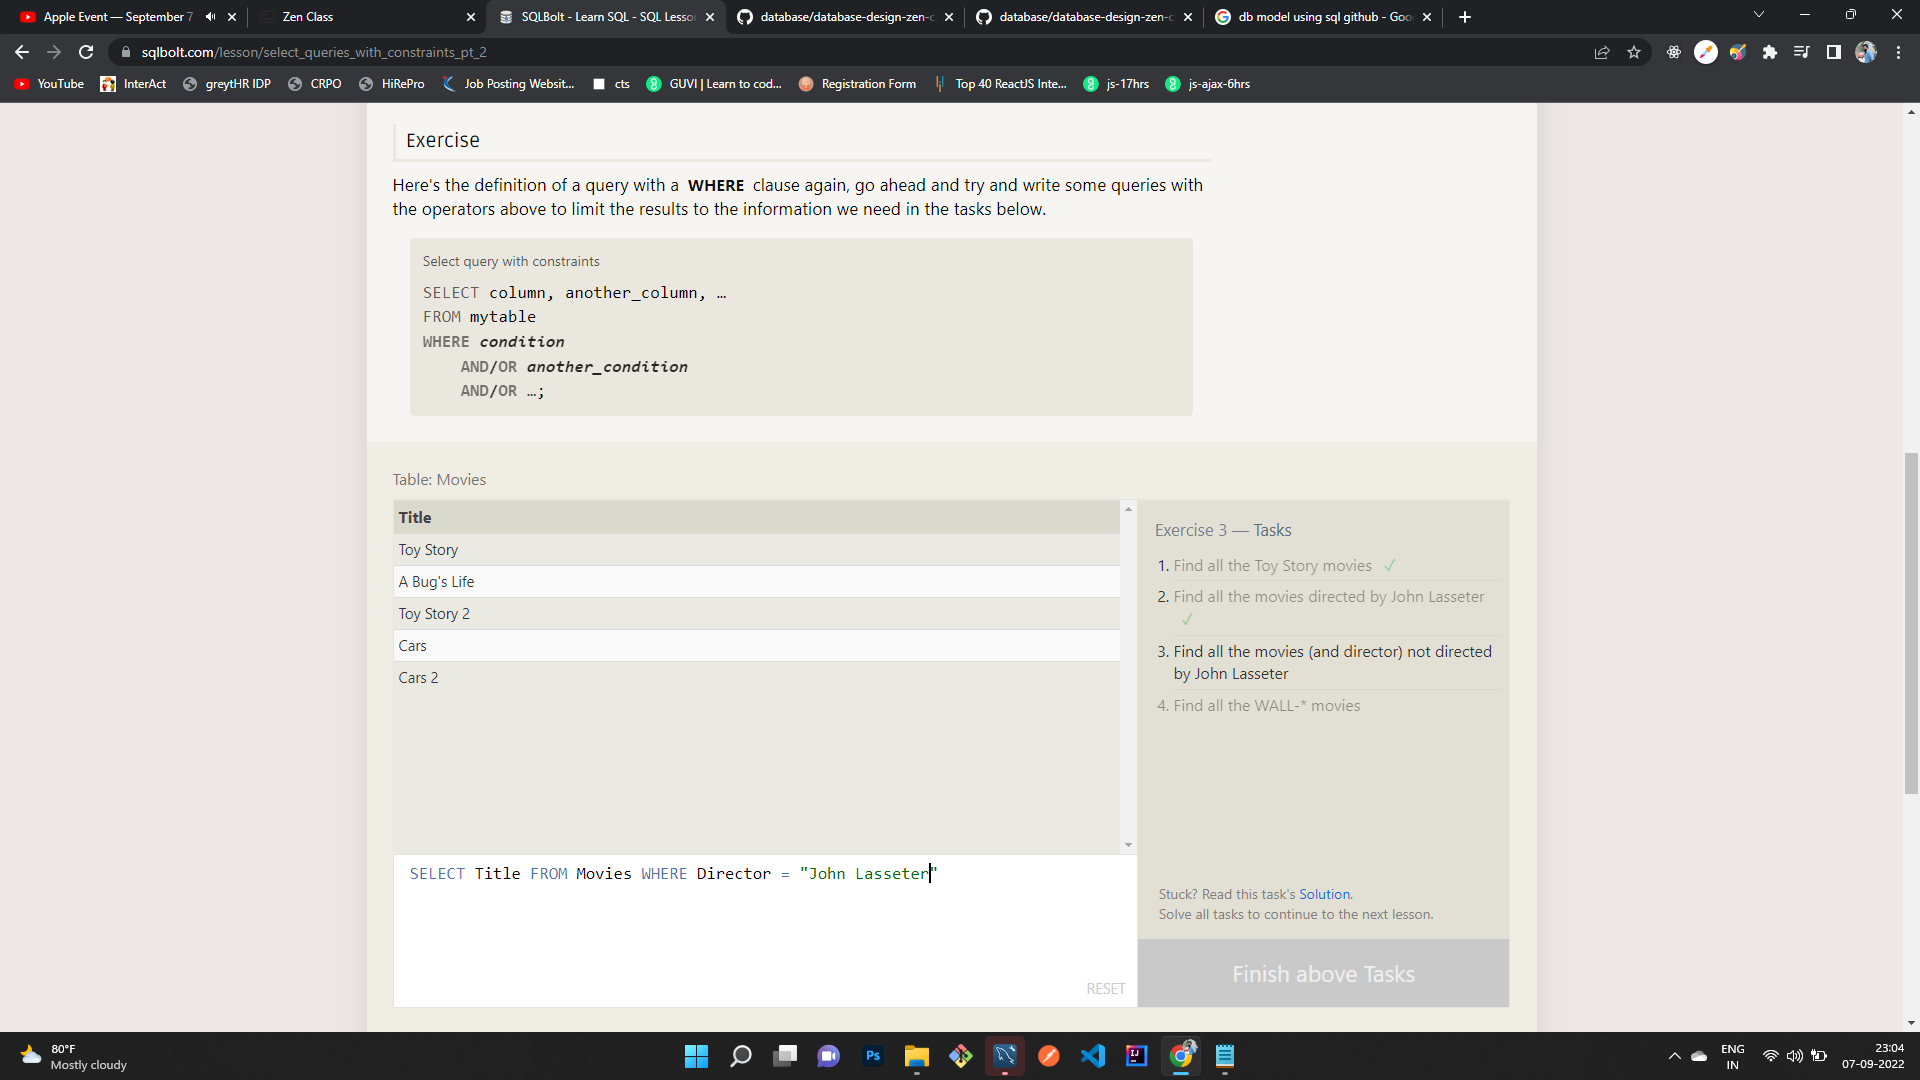 Apple Event — September 7
Zen Class
SQLBolt - Learn SQL - SQL Lesson
database/database-design-zen-c
database/database-design-zen-c
db model using sql github - Goo
sqlbolt.com/lesson/select_queries_with_constraints_pt_2
YouTube
InterAct
greytHR IDP
CRPO
HiRePro
Job Posting Websit...
cts
GUVI | Learn to cod...
Registration Form
Top 40 ReactJS Inte...
js-17hrs
js-ajax-6hrs
Exercise
Here's the definition of a query with a WHERE clause again, go ahead and try and write some queries with
the operators above to limit the results to the information we need in the tasks below.
Select query with constraints
SELECT column, another_column, …
FROM mytable
WHERE condition
AND/OR another_condition
AND/OR …;
Table: Movies
Title
Toy Story
A Bug's Life
Toy Story 2
Cars
Cars 2
SELECT Title FROM Movies WHERE Director = "John Lasseter"
RESET
Exercise 3 — Tasks
1. Find all the Toy Story movies ✓
2. Find all the movies directed by John Lasseter
✓
3. Find all the movies (and director) not directed
by John Lasseter
4. Find all the WALL-* movies
Stuck? Read this task's Solution.
Solve all tasks to continue to the next lesson.
Finish above Tasks
80°F
Mostly cloudy
Ps
IJ
ENG
IN
23:04
07-09-2022